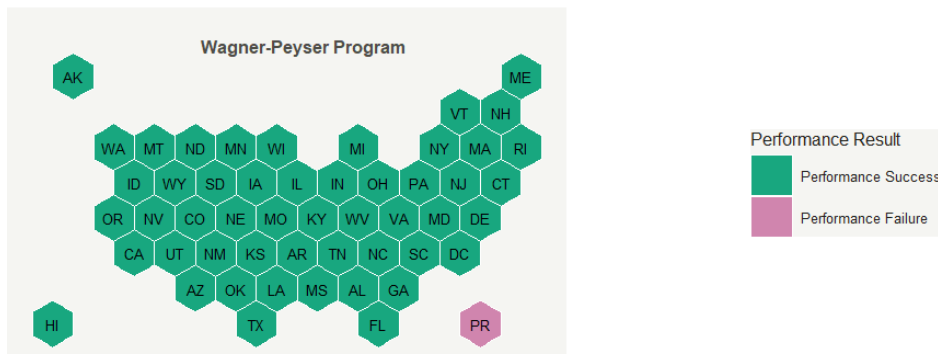 Wagner-Peyser Program
AK ME
VT NH
WA MT ND MN WI MI NY MA RI
ID WY SD IA IL IN OH PA NJ CT
OR NV CO NE MO KY WV VA MD DE
CA UT NM KS AR TN NC SC DC
AZ OK LA MS AL GA
HI TX FL PR
Performance Result
Performance Success
Performance Failure